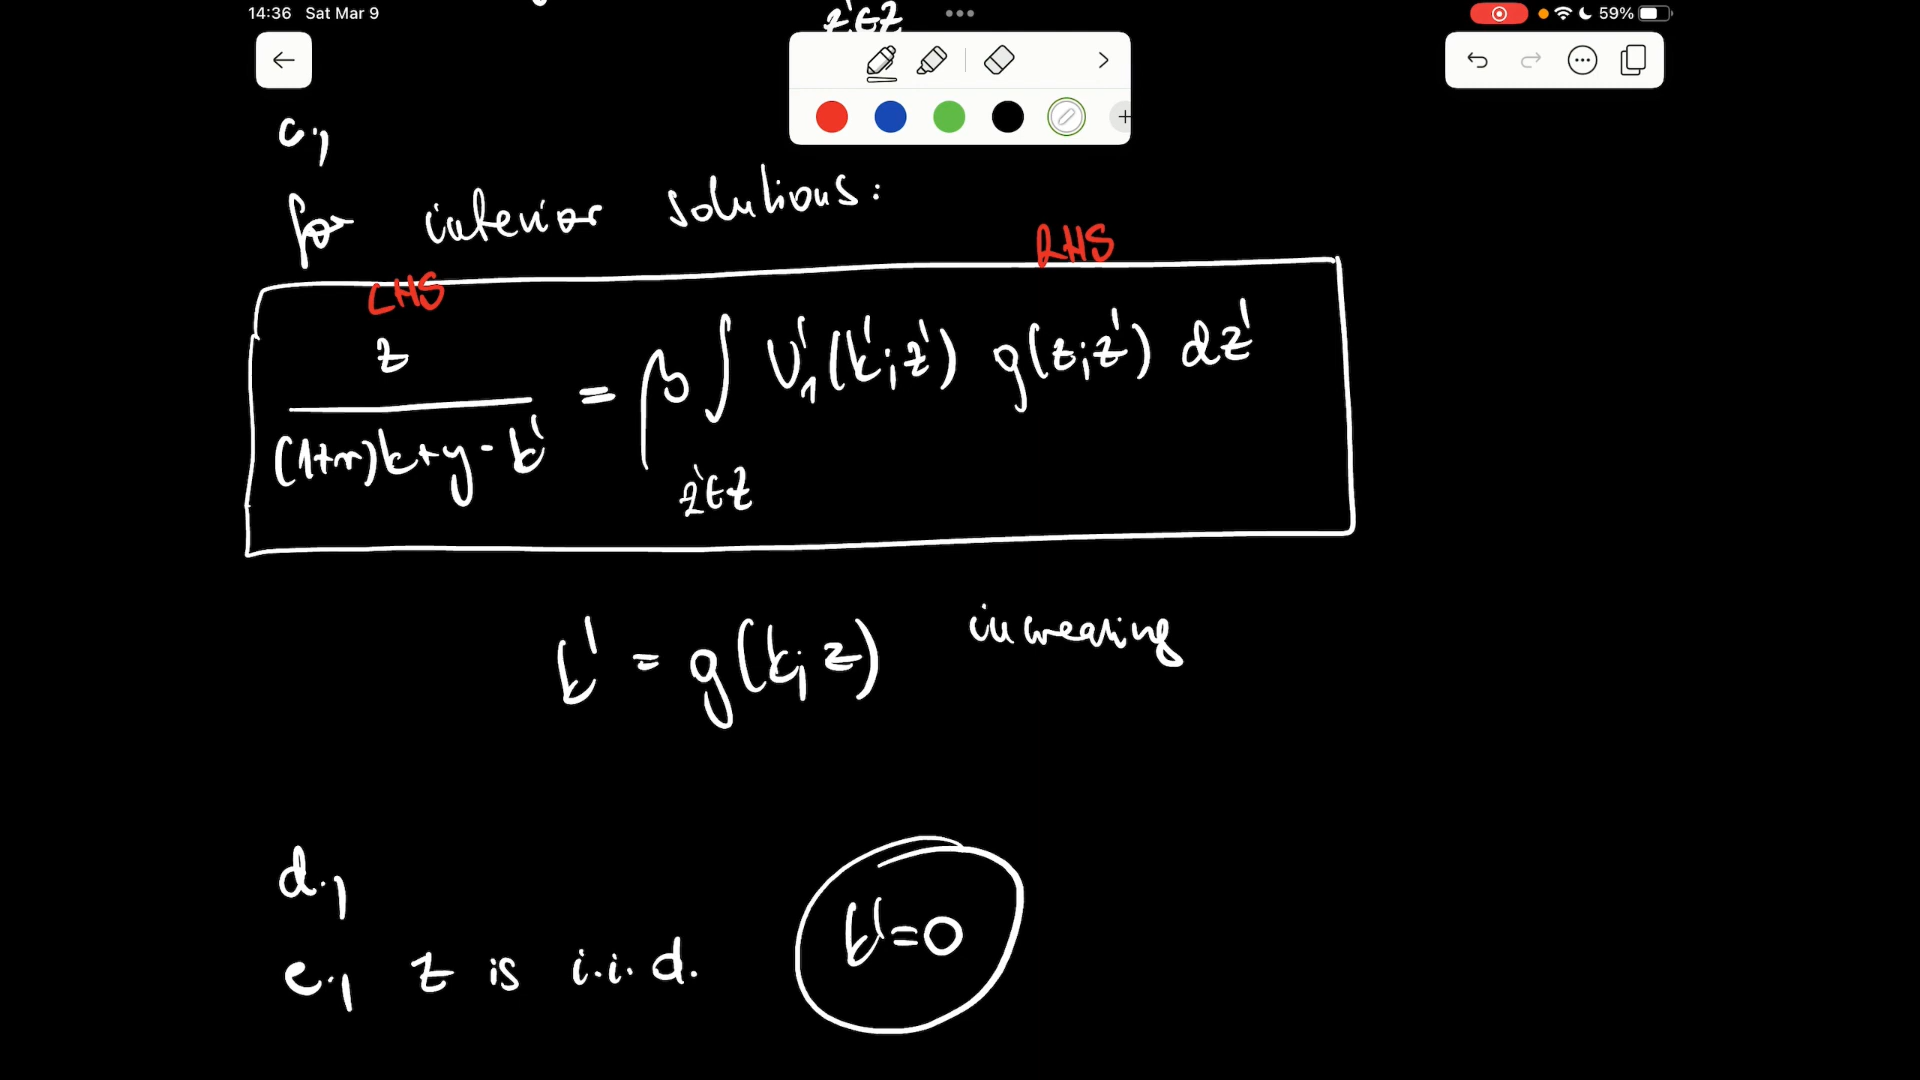 14:36 Sat Mar 9
59%
z'∈Z
c.,
for interior solutions:
RHS
LHS
z / ((1+r)k+y-k') = β ∫ V'₁(k'; z') g(z; z') dz'
z'∈Z
k' = g(k; z) increasing
d.,
e., z is i.i.d.
k'=0